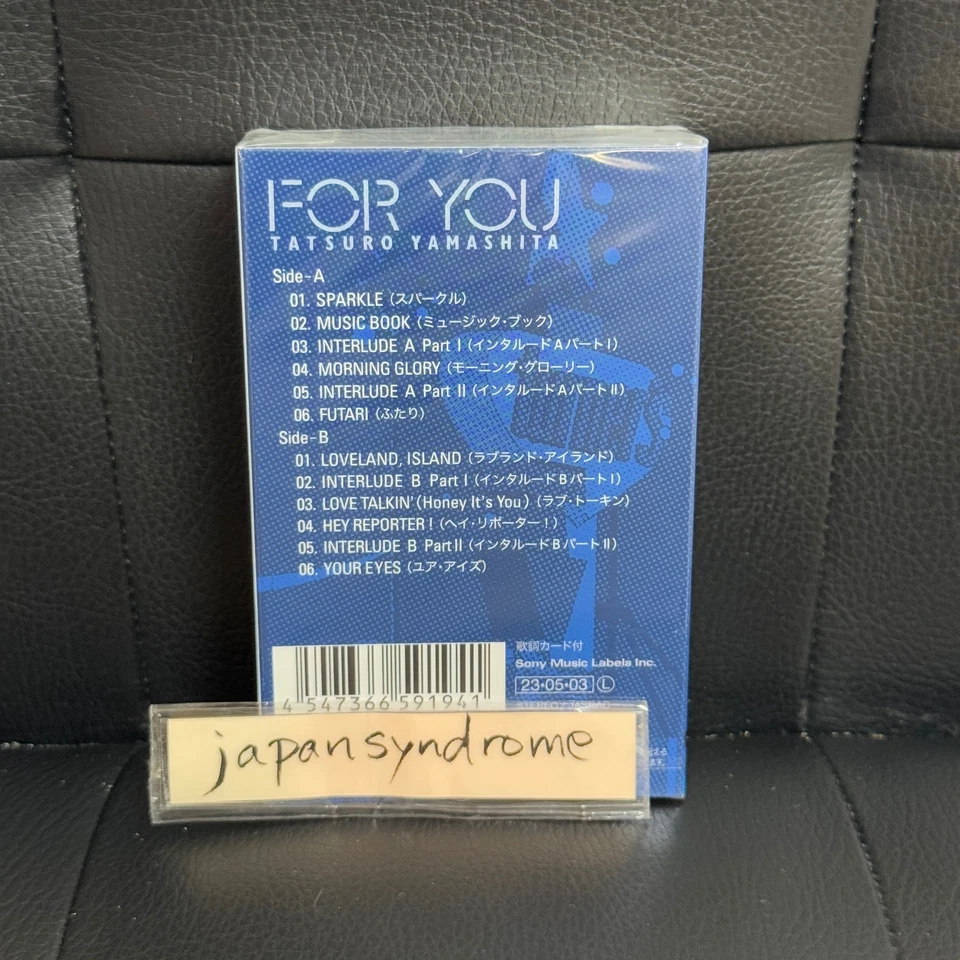 FOR YOU
TATSURO YAMASHITA
Side-A
01. SPARKLE (スパークル)
02. MUSIC BOOK (ミュージック・ブック)
03. INTERLUDE A Part I (インタルードAパートI)
04. MORNING GLORY (モーニング・グローリー)
05. INTERLUDE A Part II (インタルードAパートII)
06. FUTARI (ふたり)
Side-B
01. LOVELAND, ISLAND (ラブランド・アイランド)
02. INTERLUDE B Part I (インタルードBパートI)
03. LOVE TALKIN' (Honey It's You) (ラブ・トーキン)
04. HEY REPORTER! (ヘイ・リポーター!)
05. INTERLUDE B Part II (インタルードBパートII)
06. YOUR EYES (ユア・アイズ)
歌詞カード付
Sony Music Labels Inc.
23・05・03 Ⓛ
4 547366 591941
japansyndrome